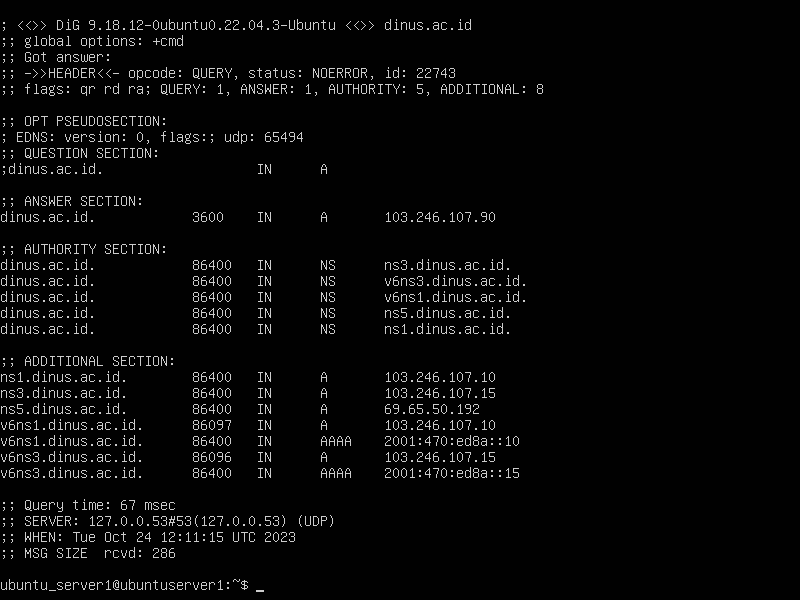 ; <<>> DiG 9.18.12-0ubuntu0.22.04.3-Ubuntu <<>> dinus.ac.id
;; global options: +cmd
;; Got answer:
;; ->>HEADER<<- opcode: QUERY, status: NOERROR, id: 22743
;; flags: qr rd ra; QUERY: 1, ANSWER: 1, AUTHORITY: 5, ADDITIONAL: 8

;; OPT PSEUDOSECTION:
; EDNS: version: 0, flags:; udp: 65494
;; QUESTION SECTION:
;dinus.ac.id.                   IN      A

;; ANSWER SECTION:
dinus.ac.id.            3600    IN      A       103.246.107.90

;; AUTHORITY SECTION:
dinus.ac.id.            86400   IN      NS      ns3.dinus.ac.id.
dinus.ac.id.            86400   IN      NS      v6ns3.dinus.ac.id.
dinus.ac.id.            86400   IN      NS      v6ns1.dinus.ac.id.
dinus.ac.id.            86400   IN      NS      ns5.dinus.ac.id.
dinus.ac.id.            86400   IN      NS      ns1.dinus.ac.id.

;; ADDITIONAL SECTION:
ns1.dinus.ac.id.        86400   IN      A       103.246.107.10
ns3.dinus.ac.id.        86400   IN      A       103.246.107.15
ns5.dinus.ac.id.        86400   IN      A       69.65.50.192
v6ns1.dinus.ac.id.      86097   IN      A       103.246.107.10
v6ns1.dinus.ac.id.      86400   IN      AAAA    2001:470:ed8a::10
v6ns3.dinus.ac.id.      86096   IN      A       103.246.107.15
v6ns3.dinus.ac.id.      86400   IN      AAAA    2001:470:ed8a::15

;; Query time: 67 msec
;; SERVER: 127.0.0.53#53(127.0.0.53) (UDP)
;; WHEN: Tue Oct 24 12:11:15 UTC 2023
;; MSG SIZE  rcvd: 286

ubuntu_server1@ubuntuserver1:~$ _